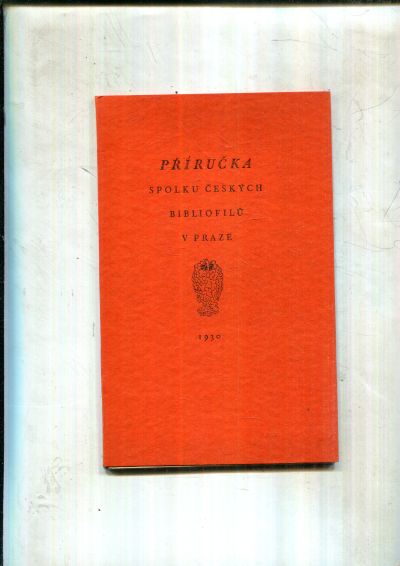 PŘÍRUČKA
SPOLKU ČESKÝCH
BIBLIOFILŮ
V PRAZE
1930